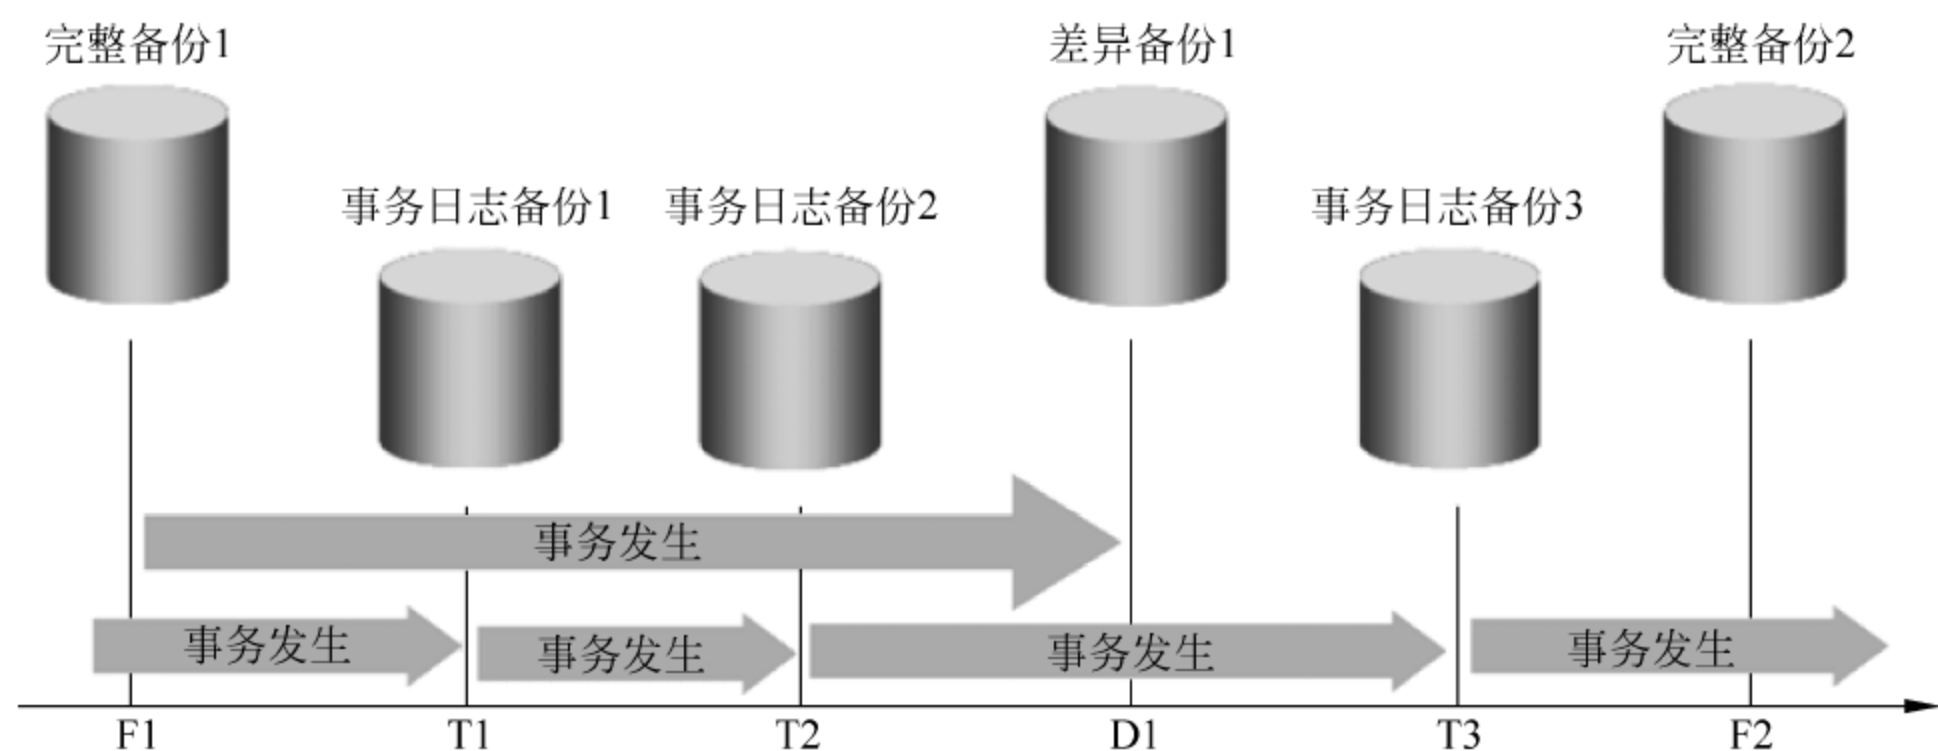 完整备份1
差异备份1
完整备份2
事务日志备份1
事务日志备份2
事务日志备份3
事务发生
事务发生
事务发生
事务发生
事务发生
F1
T1
T2
D1
T3
F2